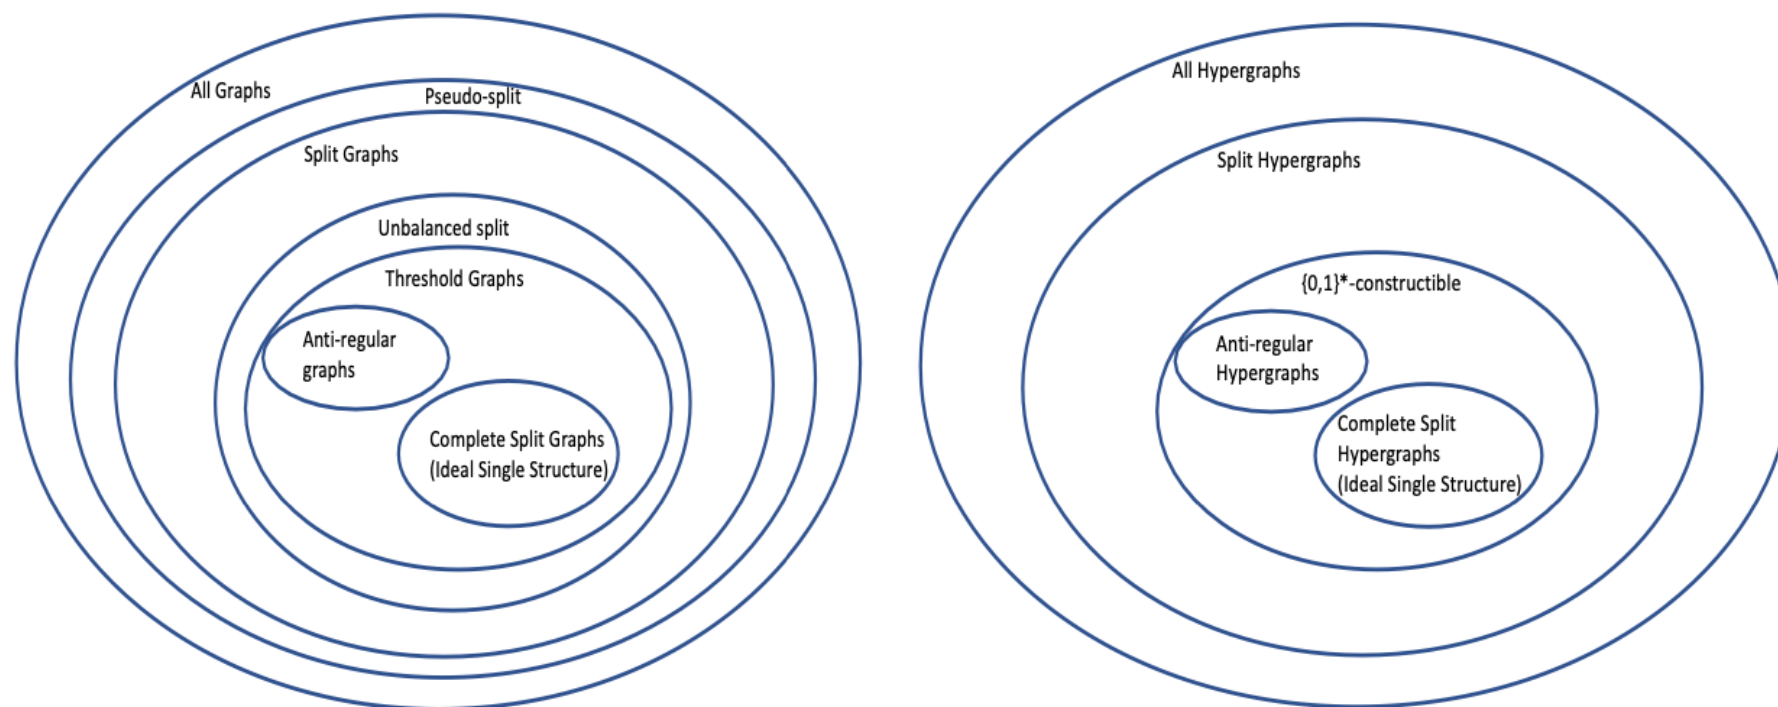 All Graphs
Pseudo-split
Split Graphs
Unbalanced split
Threshold Graphs
Anti-regular
graphs
Complete Split Graphs
(Ideal Single Structure)
All Hypergraphs
Split Hypergraphs
{0,1}*-constructible
Anti-regular
Hypergraphs
Complete Split
Hypergraphs
(Ideal Single Structure)